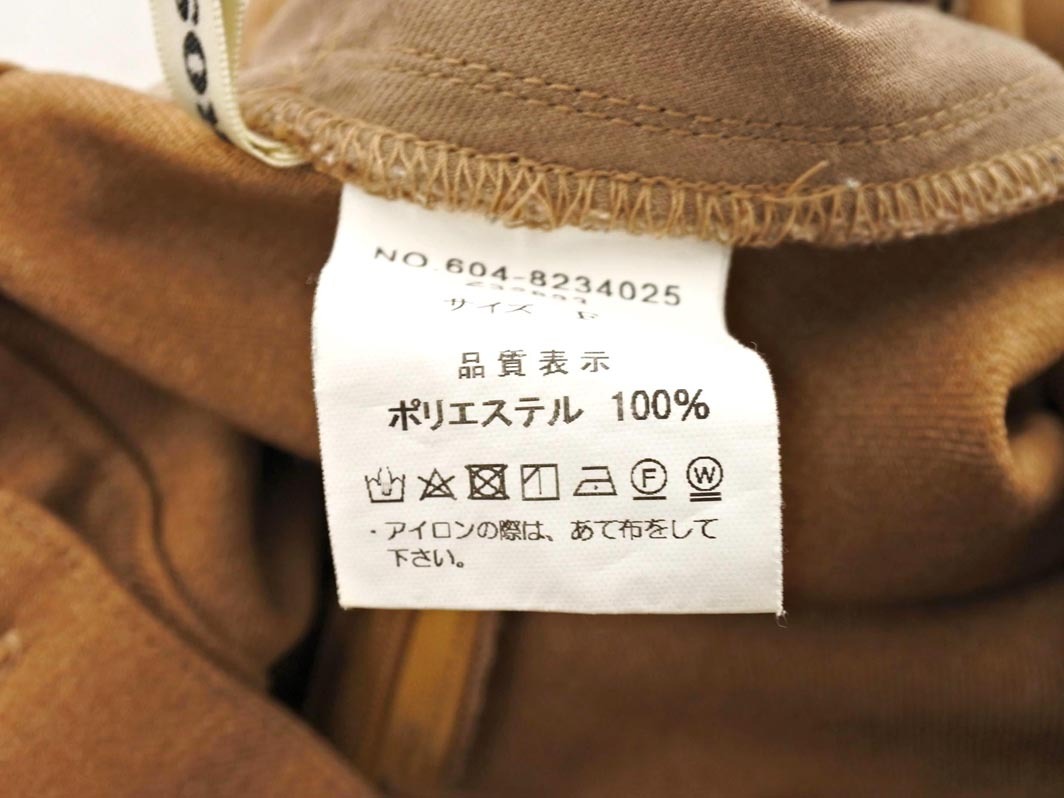 NO.604-8234025
サイズ F
品質表示
ポリエステル 100%
F W
・アイロンの際は、あて布をして
下さい。